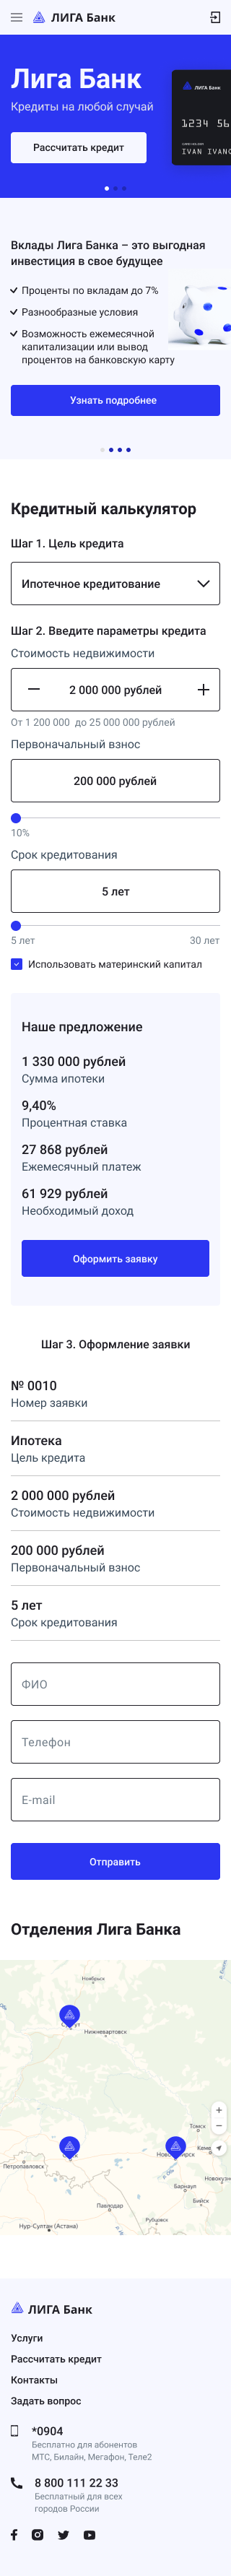 ЛИГА Банк
Лига Банк
Кредиты на любой случай
Рассчитать кредит
ЛИГА Банк
1234 56
IVAN IVANO
Вклады Лига Банка – это выгодная
инвестиция в свое будущее
Проценты по вкладам до 7%
Разнообразные условия
Возможность ежемесячной
капитализации или вывод
процентов на банковскую карту
Узнать подробнее
Кредитный калькулятор
Шаг 1. Цель кредита
Ипотечное кредитование
Шаг 2. Введите параметры кредита
Стоимость недвижимости
2 000 000 рублей
От 1 200 000 до 25 000 000 рублей
Первоначальный взнос
200 000 рублей
10%
Срок кредитования
5 лет
5 лет 30 лет
Использовать материнский капитал
Наше предложение
1 330 000 рублей
Сумма ипотеки
9,40%
Процентная ставка
27 868 рублей
Ежемесячный платеж
61 929 рублей
Необходимый доход
Оформить заявку
Шаг 3. Оформление заявки
№ 0010
Номер заявки
Ипотека
Цель кредита
2 000 000 рублей
Стоимость недвижимости
200 000 рублей
Первоначальный взнос
5 лет
Срок кредитования
ФИО
Телефон
E-mail
Отправить
Отделения Лига Банка
Ноябрьск
Нижневартовск
Томск
Петропавловск
Барнаул
Павлодар
Бийск
Рубцовск
Нур-Султан (Астана)
ЛИГА Банк
Услуги
Рассчитать кредит
Контакты
Задать вопрос
*0904
Бесплатно для абонентов
МТС, Билайн, Мегафон, Теле2
8 800 111 22 33
Бесплатный для всех
городов России